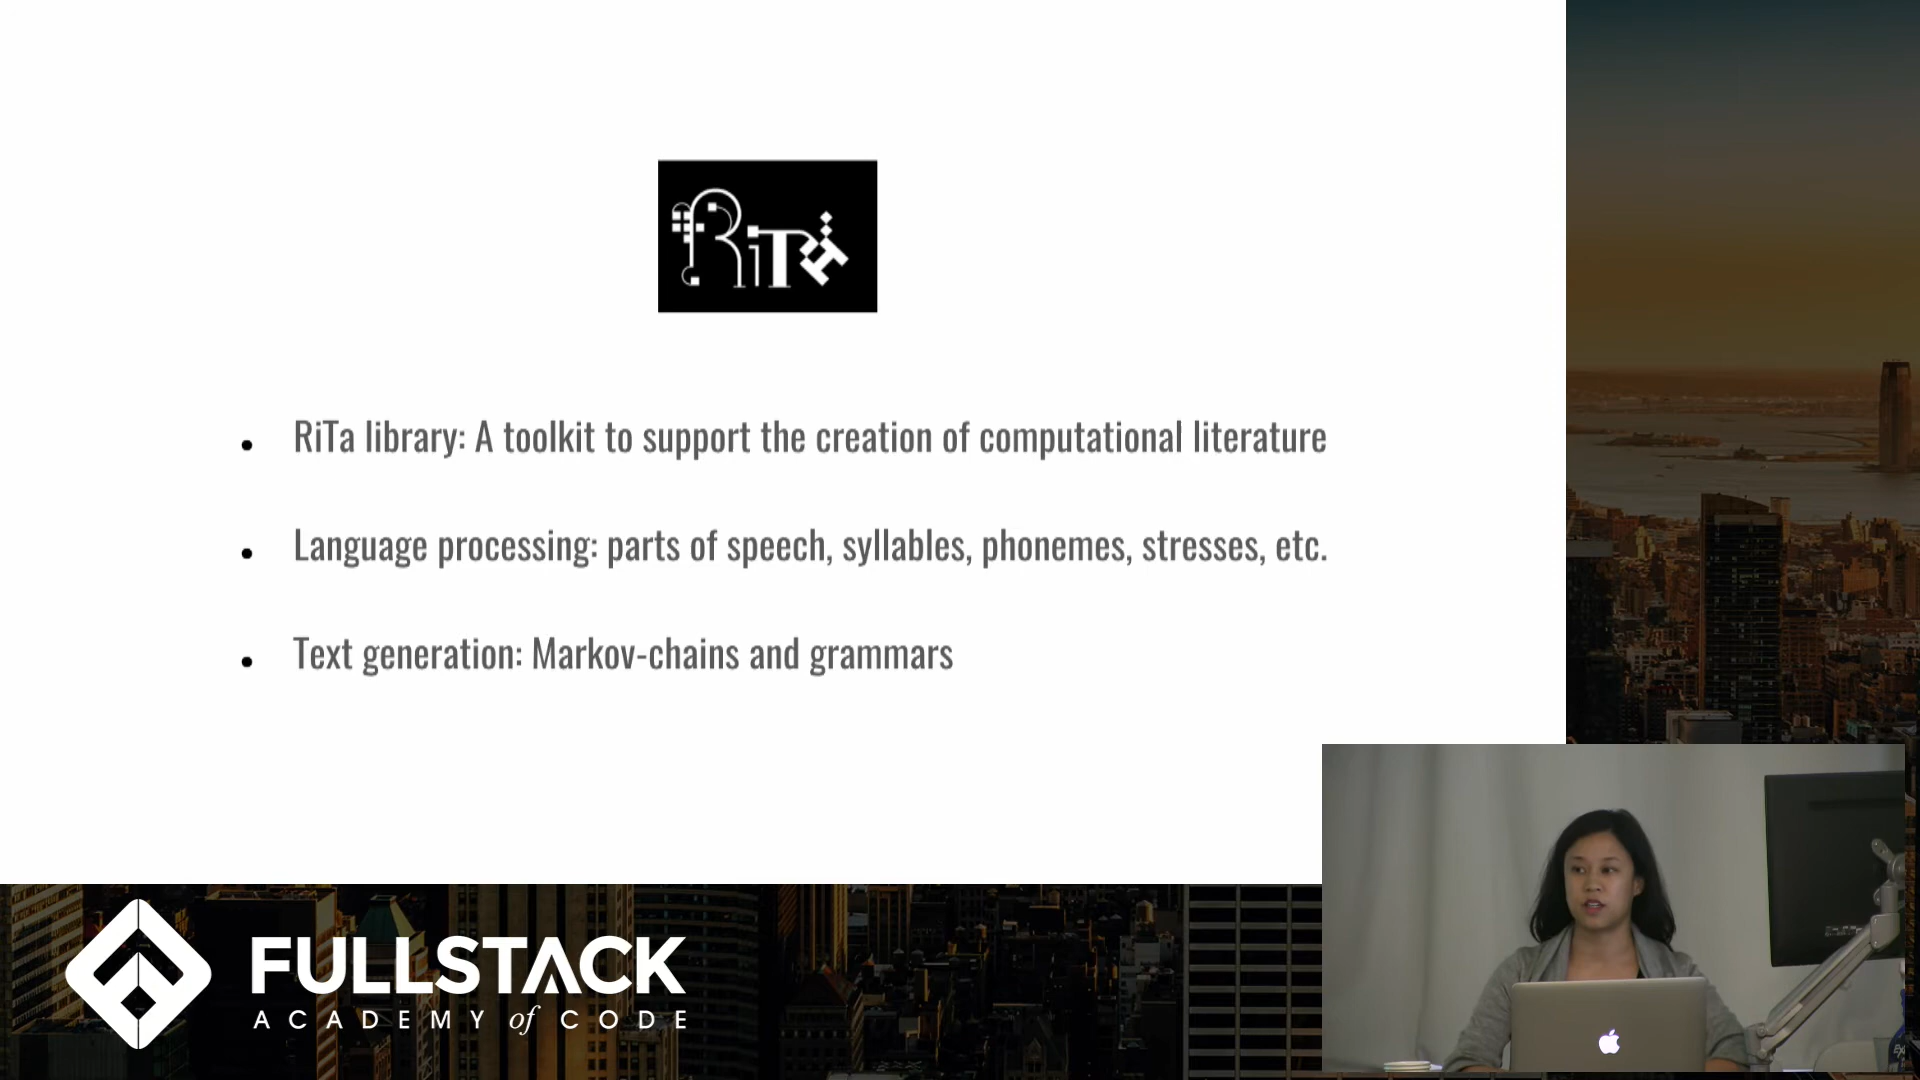 RiTa
RiTa library: A toolkit to support the creation of computational literature
Language processing: parts of speech, syllables, phonemes, stresses, etc.
Text generation: Markov-chains and grammars
FULLSTACK
ACADEMY of CODE